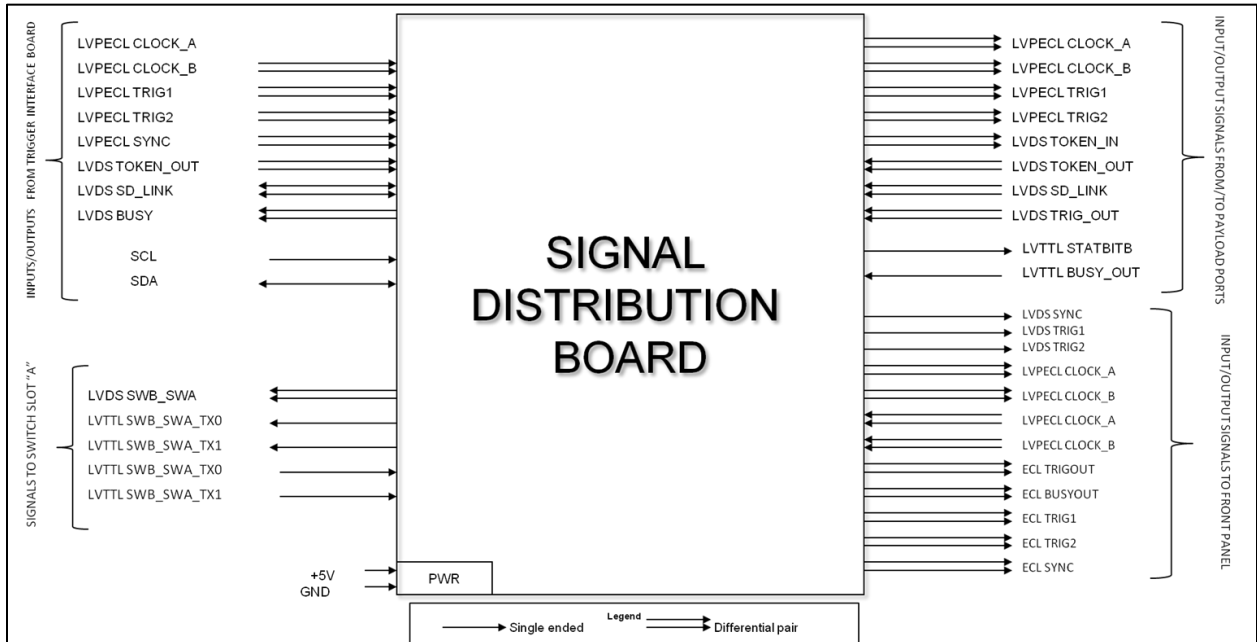 INPUTS/OUTPUTS FROM TRIGGER INTERFACE BOARD
LVPECL CLOCK_A
LVPECL CLOCK_B
LVPECL TRIG1
LVPECL TRIG2
LVPECL SYNC
LVDS TOKEN_OUT
LVDS SD_LINK
LVDS BUSY
SCL
SDA
SIGNALS TO SWITCH SLOT "A"
LVDS SWB_SWA
LVTTL SWB_SWA_TX0
LVTTL SWB_SWA_TX1
LVTTL SWB_SWA_TX0
LVTTL SWB_SWA_TX1
+5V
GND
PWR
SIGNAL
DISTRIBUTION
BOARD
LVPECL CLOCK_A
LVPECL CLOCK_B
LVPECL TRIG1
LVPECL TRIG2
LVDS TOKEN_IN
LVDS TOKEN_OUT
LVDS SD_LINK
LVDS TRIG_OUT
LVTTL STATBITB
LVTTL BUSY_OUT
INPUT/OUTPUT SIGNALS FROM/TO PAYLOAD PORTS
LVDS SYNC
LVDS TRIG1
LVDS TRIG2
LVPECL CLOCK_A
LVPECL CLOCK_B
LVPECL CLOCK_A
LVPECL CLOCK_B
ECL TRIGOUT
ECL BUSYOUT
ECL TRIG1
ECL TRIG2
ECL SYNC
INPUT/OUTPUT SIGNALS TO FRONT PANEL
Legend
Single ended
Differential pair